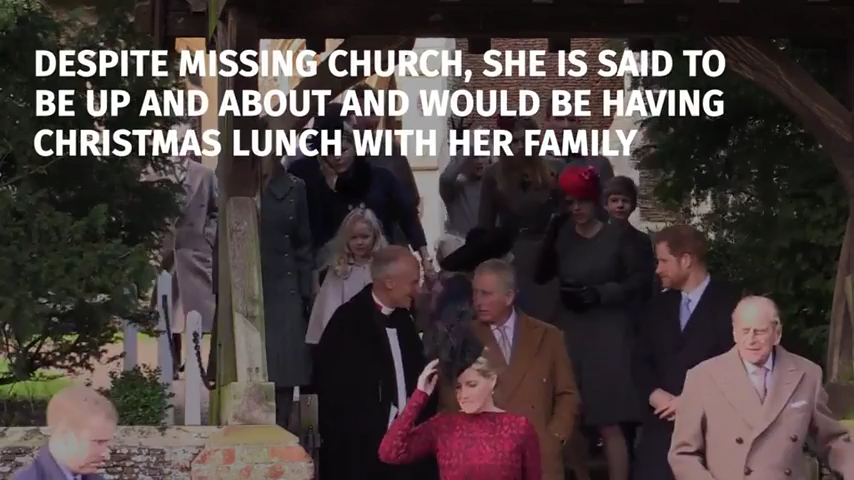 DESPITE MISSING CHURCH, SHE IS SAID TO
BE UP AND ABOUT AND WOULD BE HAVING
CHRISTMAS LUNCH WITH HER FAMILY